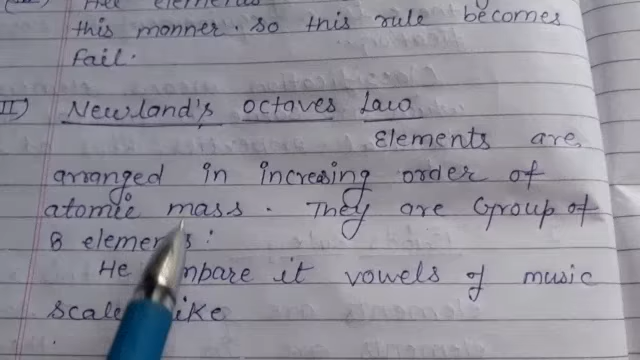 elements
this manner. so this rule becomes
fail.
II) Newland's octaves Law
Elements are
arranged in increasing order of
atomic mass. They are Group of
8 elements:
He it vowels of music
scale like